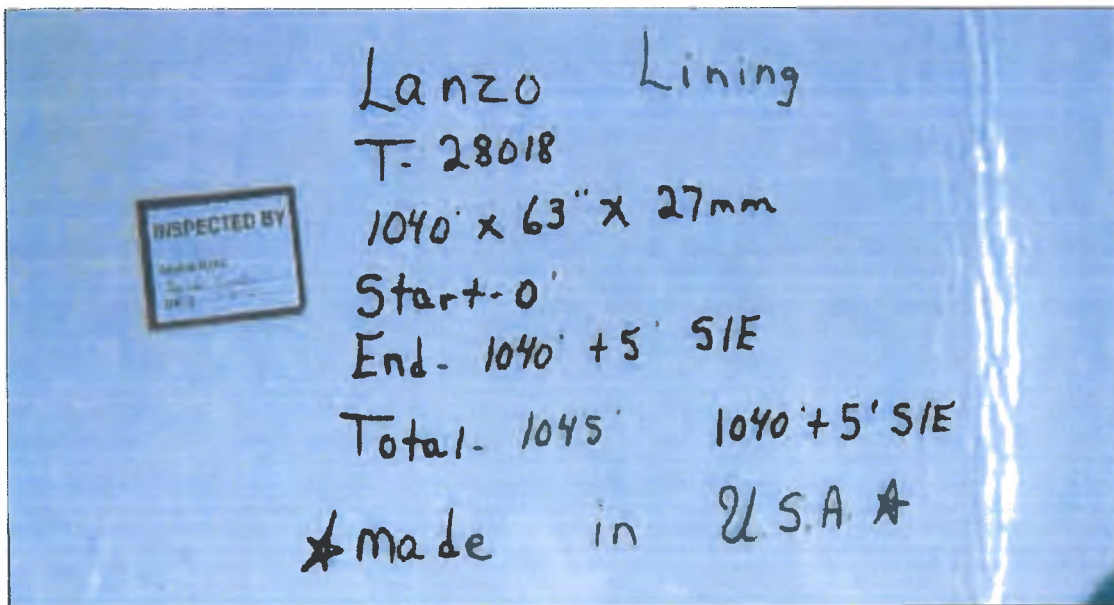 Lanzo Lining
T- 28018
1040' x 63" x 27mm
INSPECTED BY
Start- 0'
End- 1040' + 5' S/E
Total- 1045' 1040' + 5' S/E
★ made in U.S.A. ★